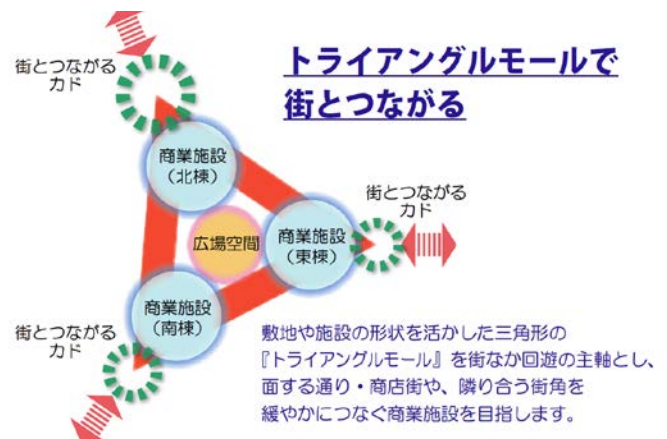 トライアングルモールで
街とつながる
街とつながる
カド
商業施設
(北棟)
街とつながる
カド
広場空間
商業施設
(東棟)
商業施設
(南棟)
街とつながる
カド
敷地や施設の形状を活かした三角形の
『トライアングルモール』を街なか回遊の主軸とし、
面する通り・商店街や、隣り合う街角を
緩やかにつなぐ商業施設を目指します。